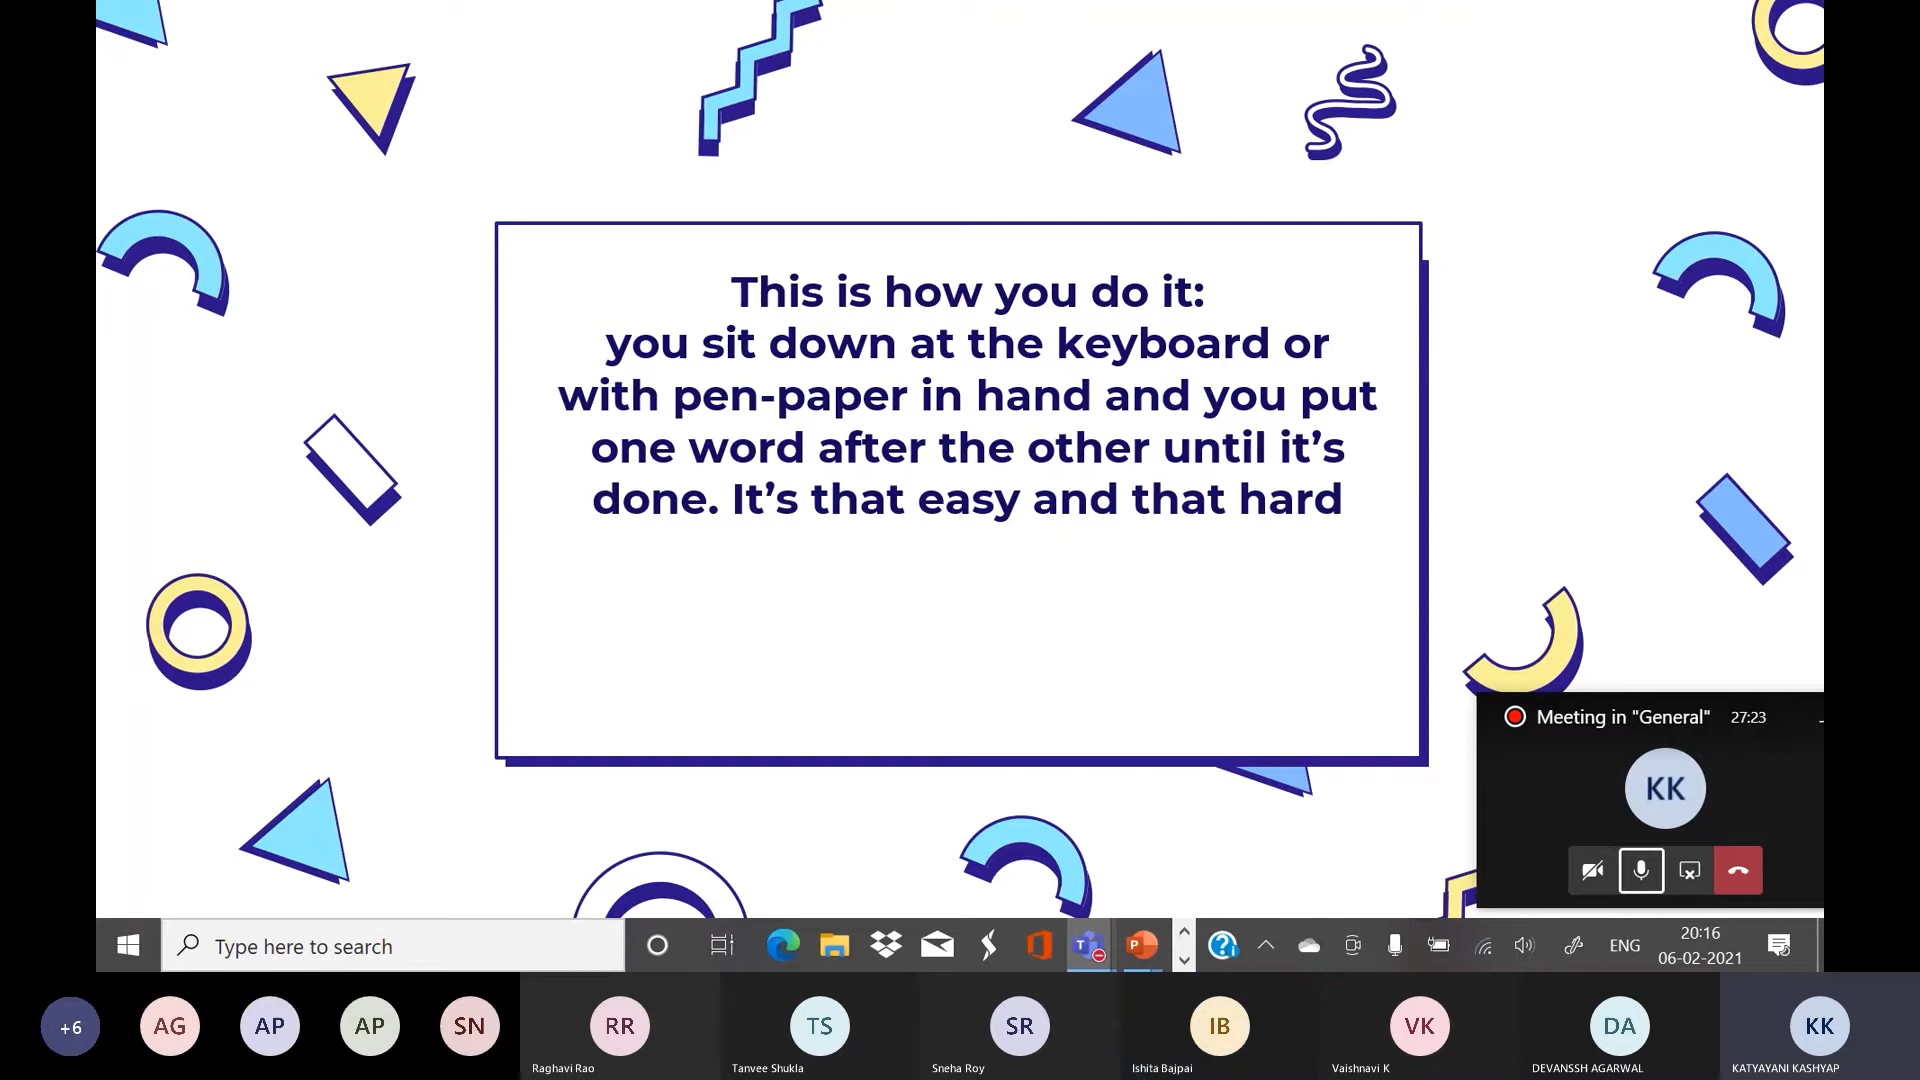 This is how you do it:
you sit down at the keyboard or
with pen-paper in hand and you put
one word after the other until it’s
done. It’s that easy and that hard
Meeting in "General" 27:23
KK
Type here to search
ENG
20:16
06-02-2021
+6
AG
AP
AP
SN
RR
TS
SR
IB
VK
DA
KK
Raghavi Rao
Tanvee Shukla
Sneha Roy
Ishita Bajpai
Vaishnavi K
DEVANSSH AGARWAL
KATYAYANI KASHYAP